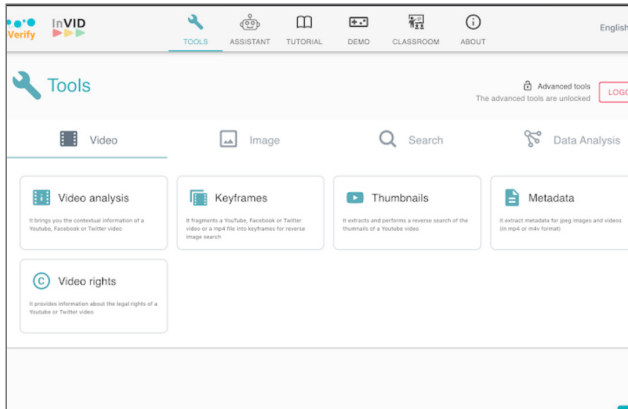 Verify
InVID
TOOLS
ASSISTANT
TUTORIAL
DEMO
CLASSROOM
ABOUT
English
Tools
Advanced tools
The advanced tools are unlocked
LOGO
Video
Image
Search
Data Analysis
Video analysis
It brings you the contextual information of a
Youtube, Facebook or Twitter video
Keyframes
It fragments a YouTube, Facebook or Twitter
video or a mp4 file into keyframes for reverse
image search
Thumbnails
It extracts and performs a reverse search of the
thumnails of a Youtube video
Metadata
It extract metadata for jpeg images and videos
(in mp4 or m4v format)
Video rights
It provides information about the legal rights of a
Youtube or Twitter video